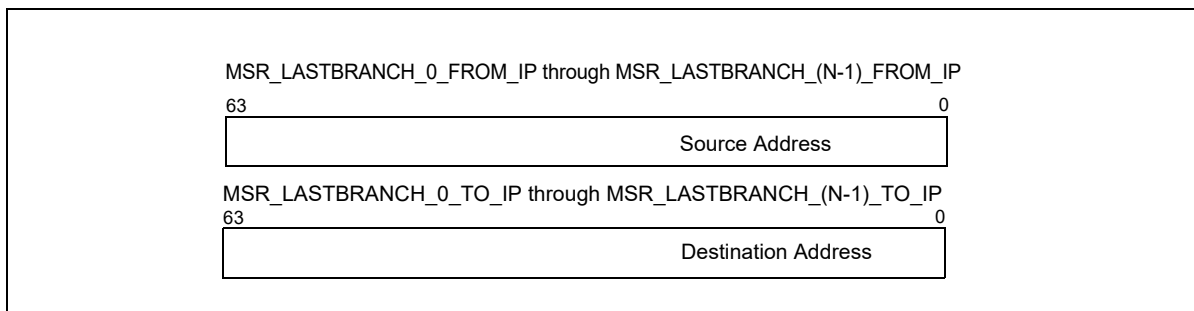 MSR_LASTBRANCH_0_FROM_IP through MSR_LASTBRANCH_(N-1)_FROM_IP
63 0
Source Address
MSR_LASTBRANCH_0_TO_IP through MSR_LASTBRANCH_(N-1)_TO_IP
63 0
Destination Address